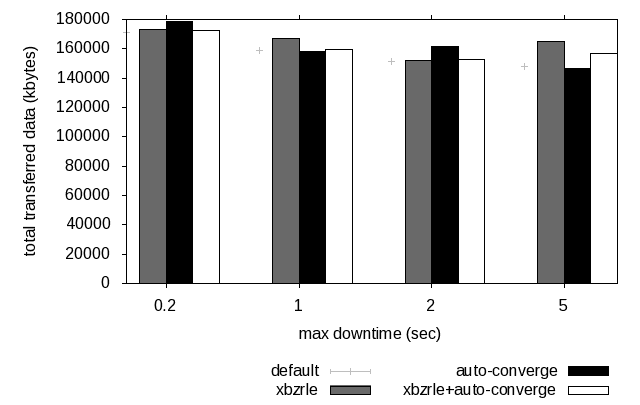 180000
160000
140000
120000
100000
80000
60000
40000
20000
0
total transferred data (kbytes)
0.2 1 2 5
max downtime (sec)
default auto-converge
xbzrle xbzrle+auto-converge